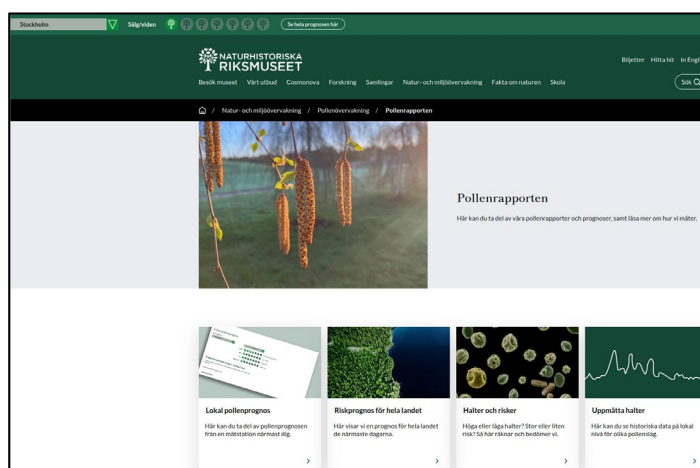 Stockholm
Sälg/viden
Se hela prognosen här
NATURHISTORISKA
RIKSMUSEET
Biljetter Hitta hit In Engli
Besök museet Vårt utbud Cosmonova Forskning Samlingar Natur- och miljöövervakning Fakta om naturen Skola
Sök
/ Natur- och miljöövervakning / Pollenövervakning / Pollenrapporten
Pollenrapporten
Här kan du ta del av våra pollenrapporter och prognoser, samt läsa mer om hur vi mäter.
Lokal pollenprognos
Här kan du ta del av pollenprognosen
från en mätstation närmast dig.
Riskprognos för hela landet
Här visar vi en prognos för hela landet
de närmaste dagarna.
Halter och risker
Höga eller låga halter? Stor eller liten
risk? Så här räknar och bedömer vi.
Uppmätta halter
Här kan du se historiska data på lokal
nivå för olika pollenslag.